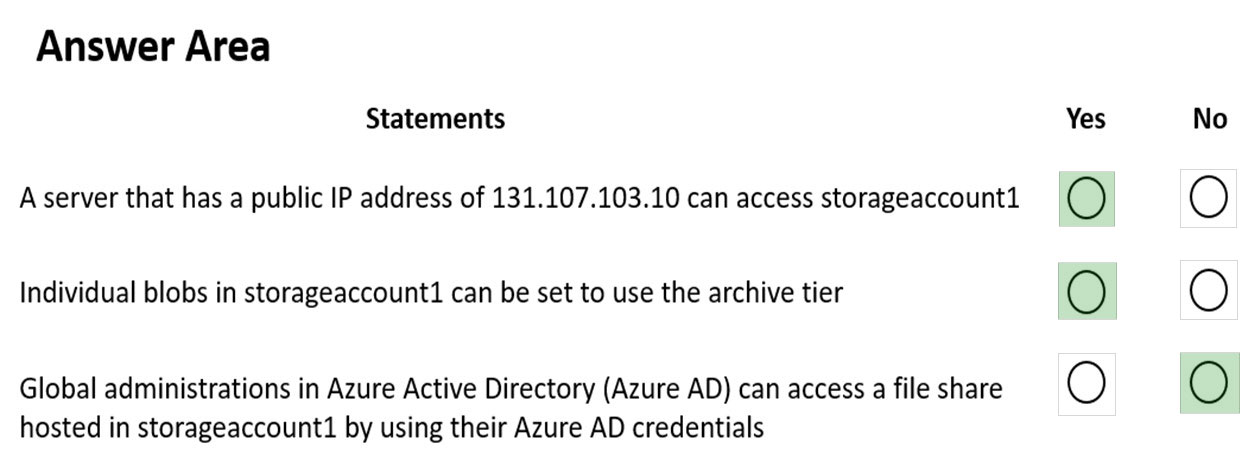 Answer Area
Statements Yes No
A server that has a public IP address of 131.107.103.10 can access storageaccount1
Individual blobs in storageaccount1 can be set to use the archive tier
Global administrations in Azure Active Directory (Azure AD) can access a file share
hosted in storageaccount1 by using their Azure AD credentials